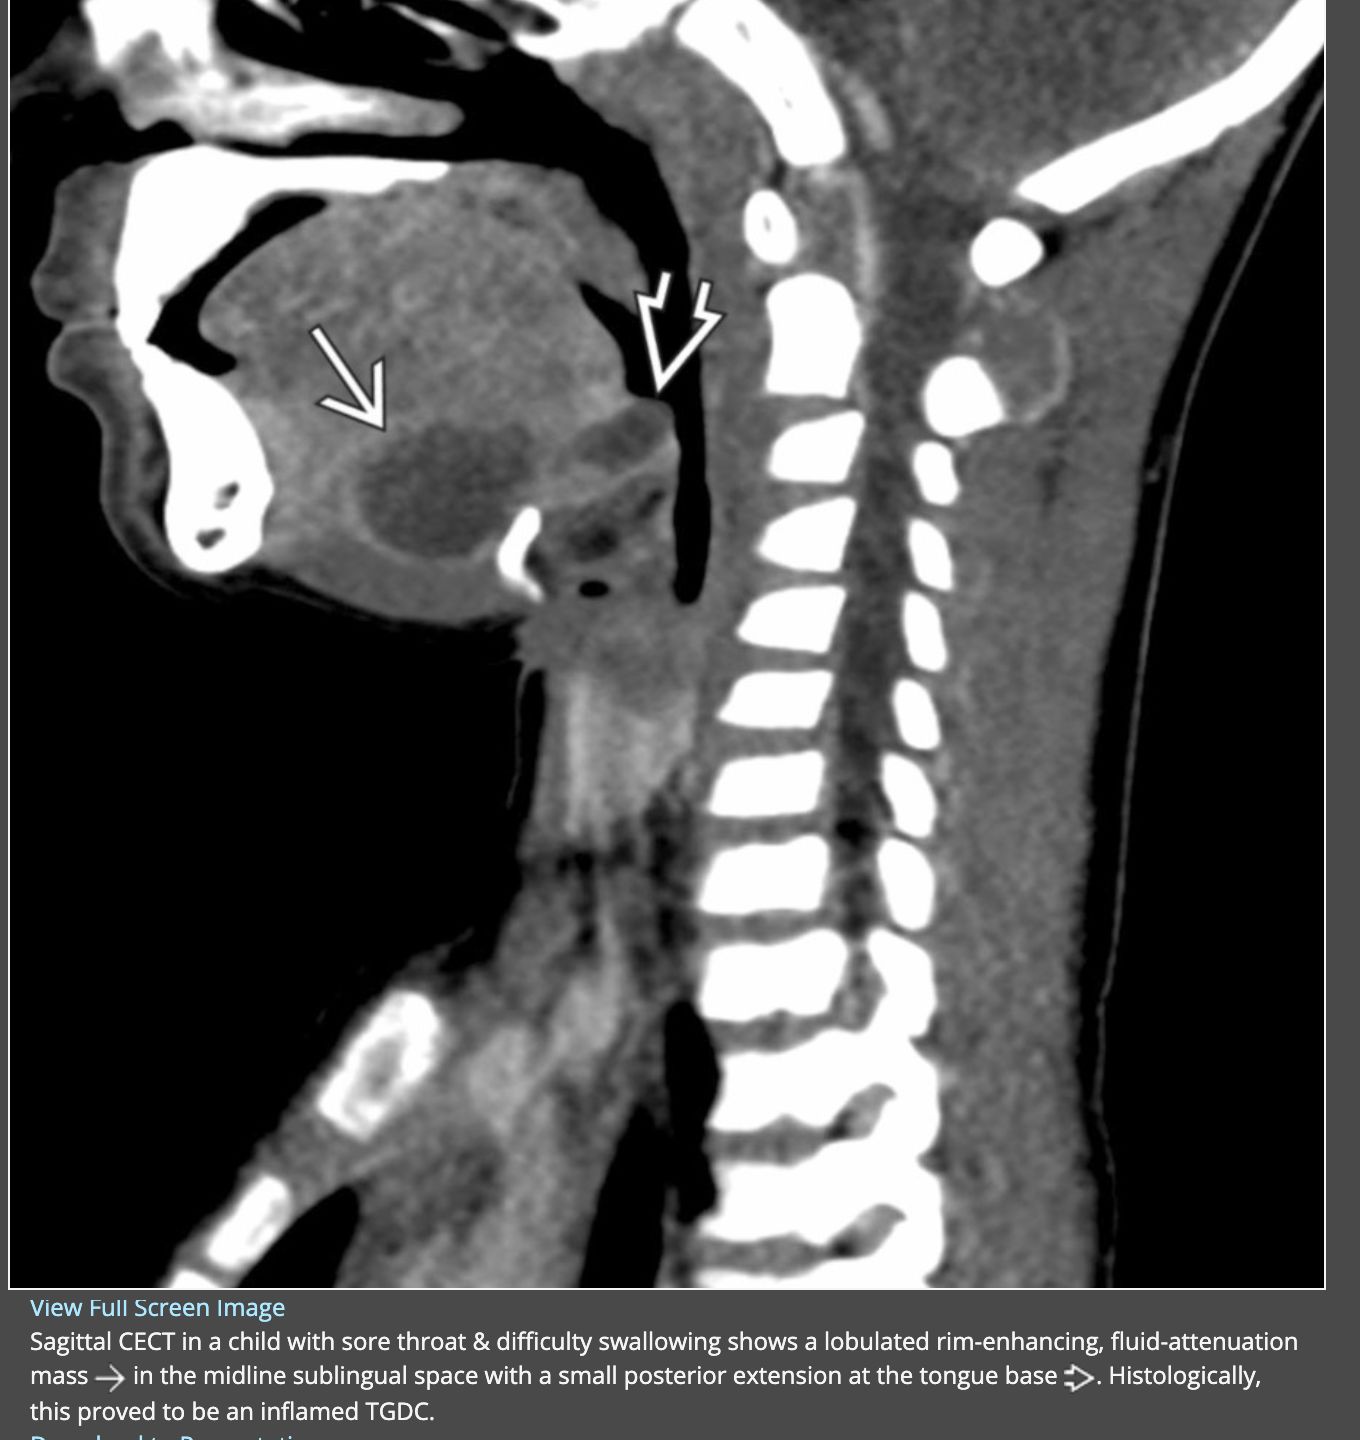 View Full Screen Image
Sagittal CECT in a child with sore throat & difficulty swallowing shows a lobulated rim-enhancing, fluid-attenuation
mass → in the midline sublingual space with a small posterior extension at the tongue base ⇨. Histologically,
this proved to be an inflamed TGDC.